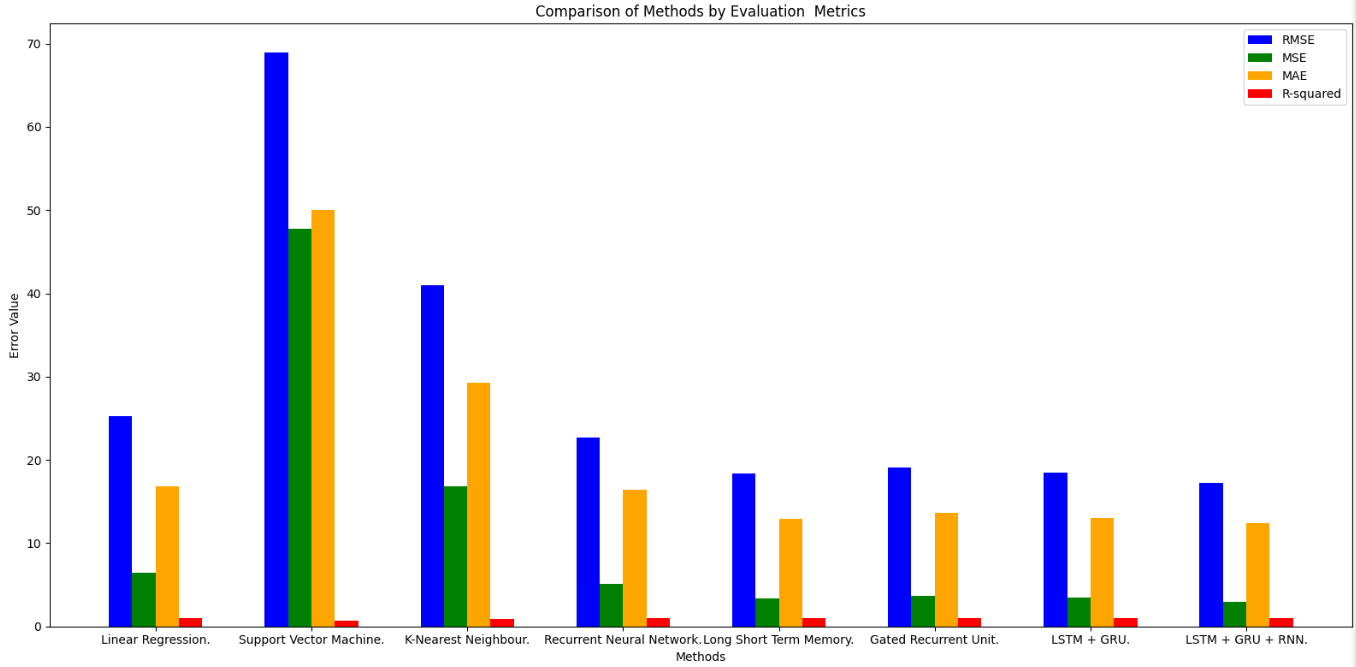 Comparison of Methods by Evaluation  Metrics
RMSE
MSE
MAE
R-squared
70
60
50
40
30
20
10
0
Error Value
Linear Regression.
Support Vector Machine.
K-Nearest Neighbour.
Recurrent Neural Network.
Long Short Term Memory.
Gated Recurrent Unit.
LSTM + GRU.
LSTM + GRU + RNN.
Methods